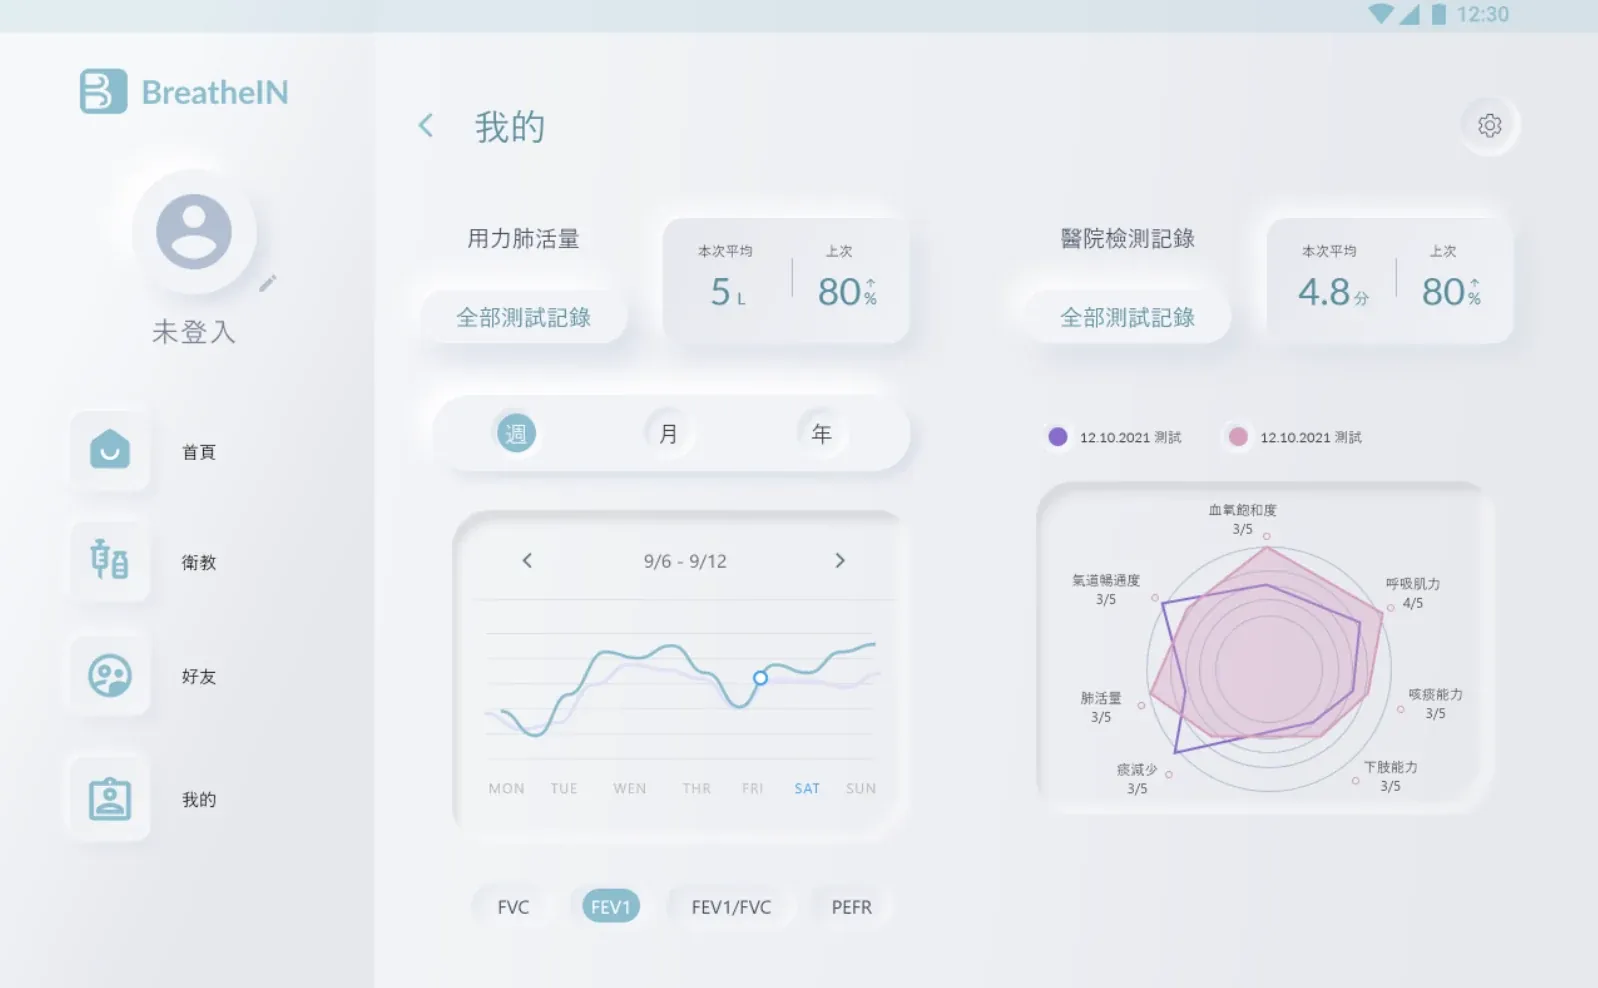 12:30
BreatheIN
未登入
首頁
衛教
好友
我的
我的
用力肺活量
全部測試記錄
本次平均
5 L
上次
80 ↑ %
週
月
年
9/6 - 9/12
MON TUE WEN THR FRI SAT SUN
FVC FEV1 FEV1/FVC PEFR
醫院檢測記錄
全部測試記錄
本次平均
4.8 分
上次
80 ↑ %
12.10.2021 測試
12.10.2021 測試
血氧飽和度
3/5
呼吸肌力
4/5
咳痰能力
3/5
下肢能力
3/5
痰減少
3/5
肺活量
3/5
氣道暢通度
3/5